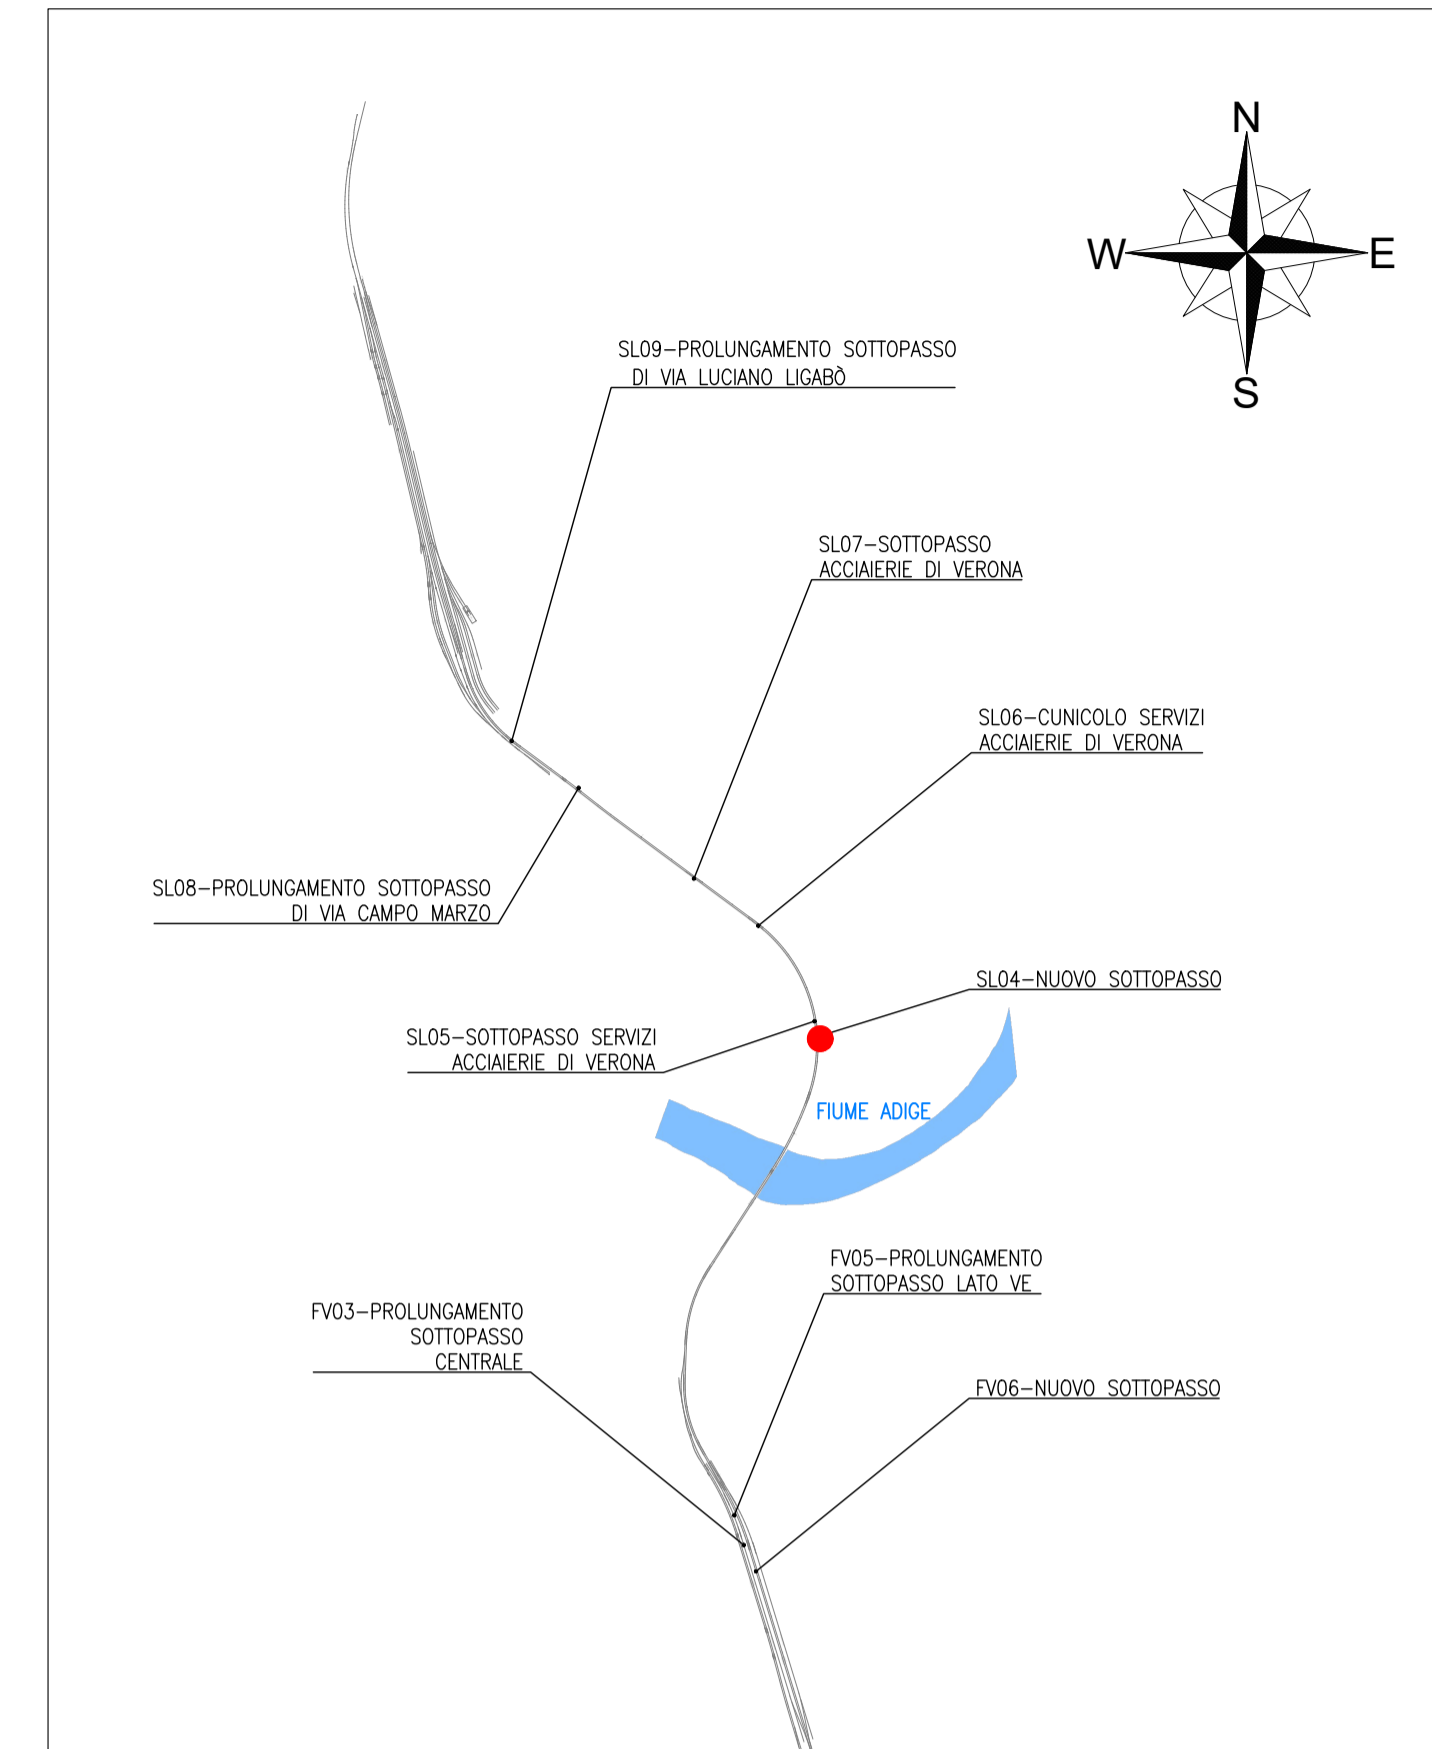 N
W
E
S
SL09-PROLUNGAMENTO SOTTOPASSO
DI VIA LUCIANO LIGABÒ
SL07-SOTTOPASSO
ACCIAIERIE DI VERONA
SL06-CUNICOLO SERVIZI
ACCIAIERIE DI VERONA
SL08-PROLUNGAMENTO SOTTOPASSO
DI VIA CAMPO MARZO
SL04-NUOVO SOTTOPASSO
SL05-SOTTOPASSO SERVIZI
ACCIAIERIE DI VERONA
FIUME ADIGE
FV05-PROLUNGAMENTO
SOTTOPASSO LATO VE
FV03-PROLUNGAMENTO
SOTTOPASSO
CENTRALE
FV06-NUOVO SOTTOPASSO